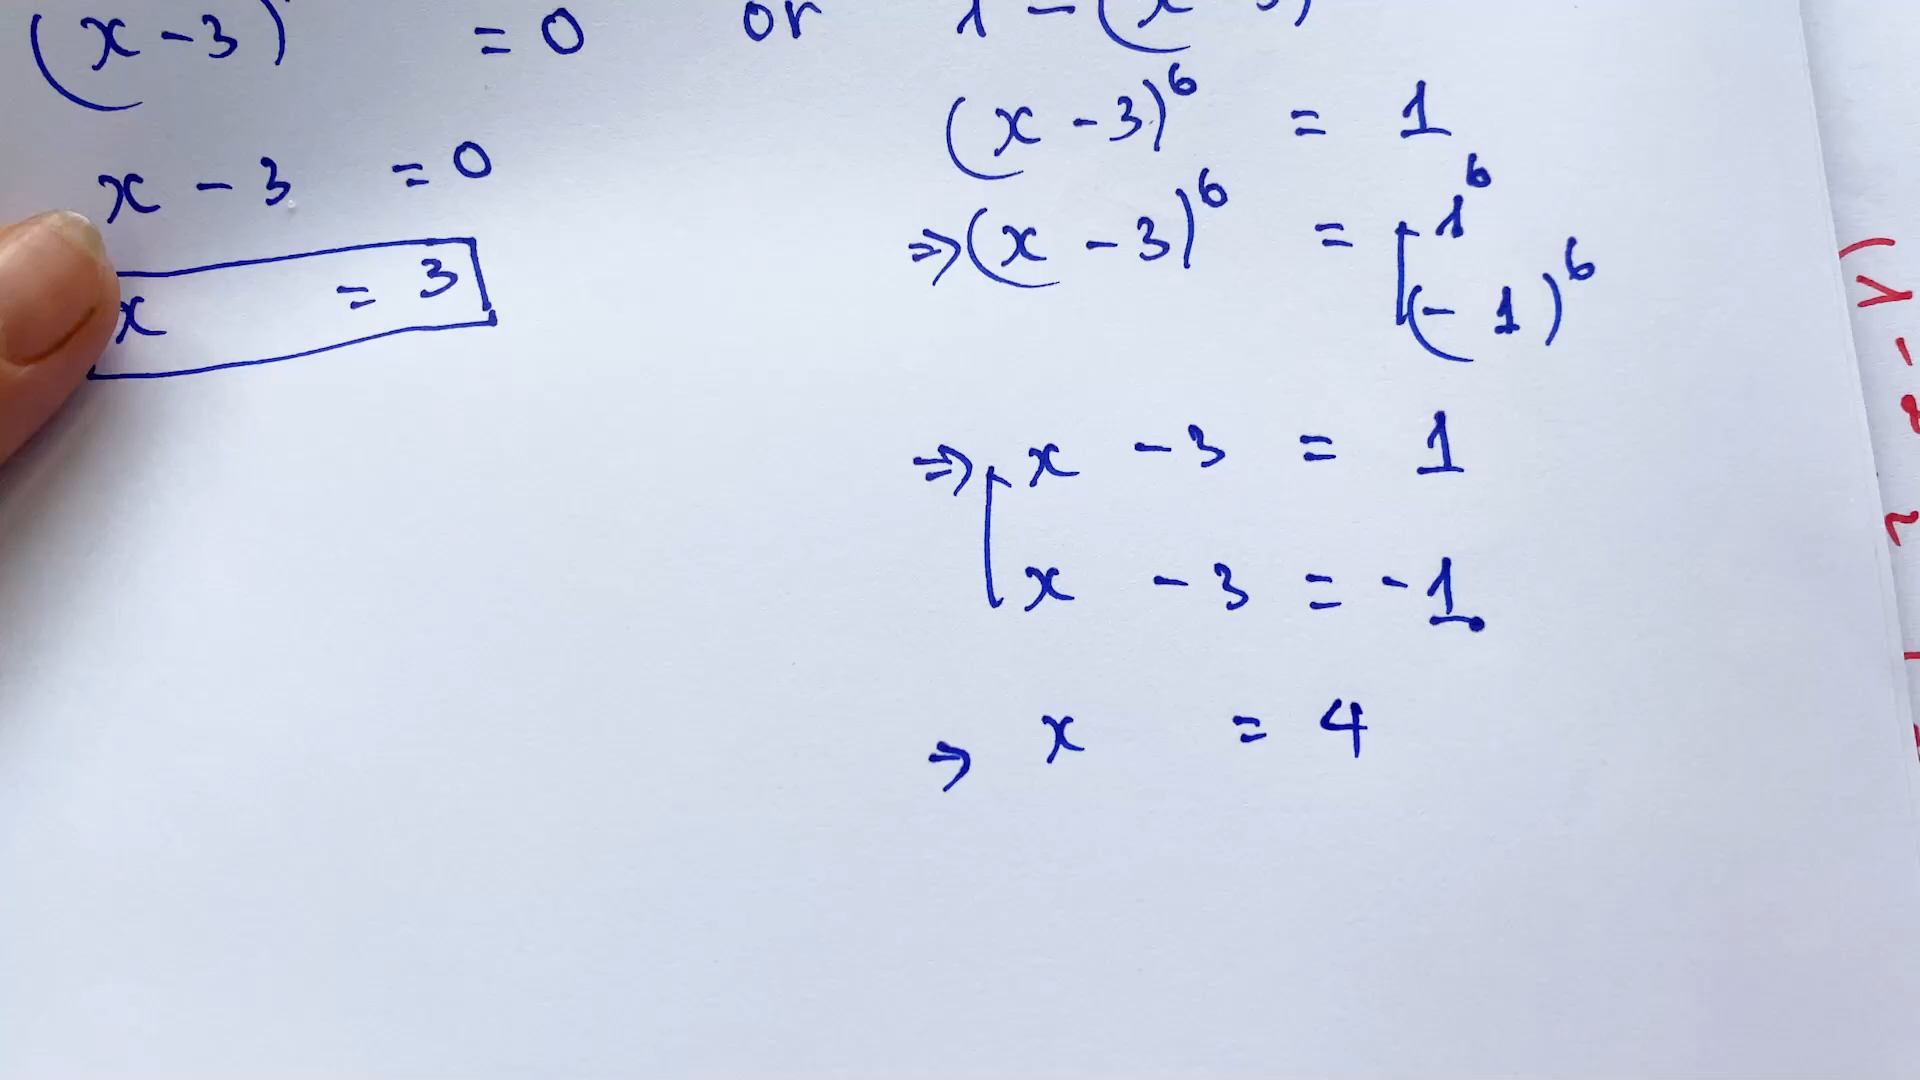 (x - 3) = 0 or 1 - (x
x - 3 = 0
x = 3
(x - 3)^6 = 1
⇒ (x - 3)^6 = [ 1^6
(- 1)^6
⇒ [ x - 3 = 1
x - 3 = - 1
⇒ x = 4